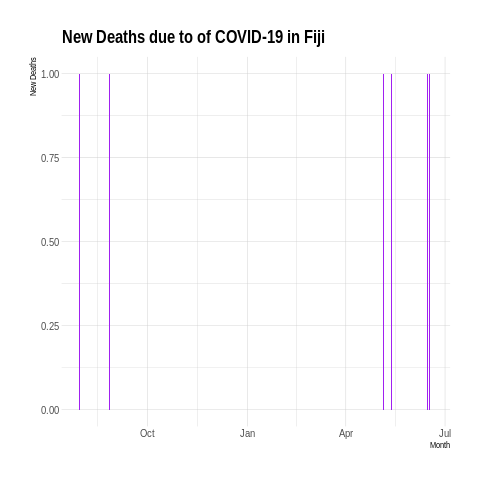 New Deaths due to of COVID-19 in Fiji
New Deaths
1.00
0.75
0.50
0.25
0.00
Oct
Jan
Apr
Jul
Month